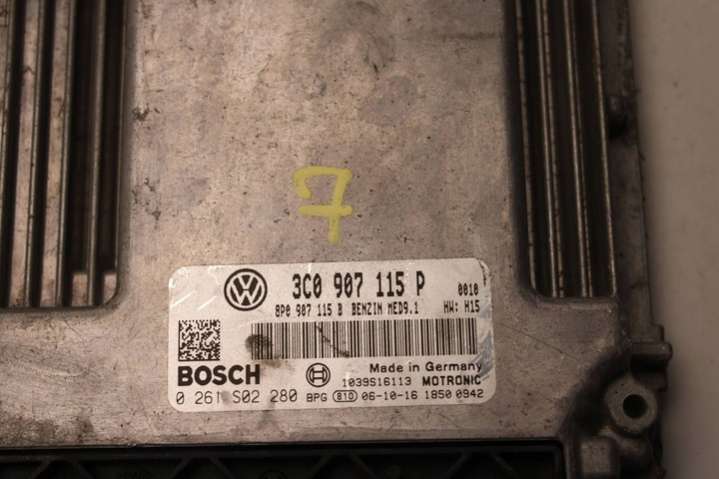 7
3C0 907 115 P 0010
8P0 907 115 B BENZIN MED9.1 HW: H15
BOSCH Made in Germany
1039S16113 MOTRONIC
0 261 S02 280 BPG 810 06-10-16 1850 0942